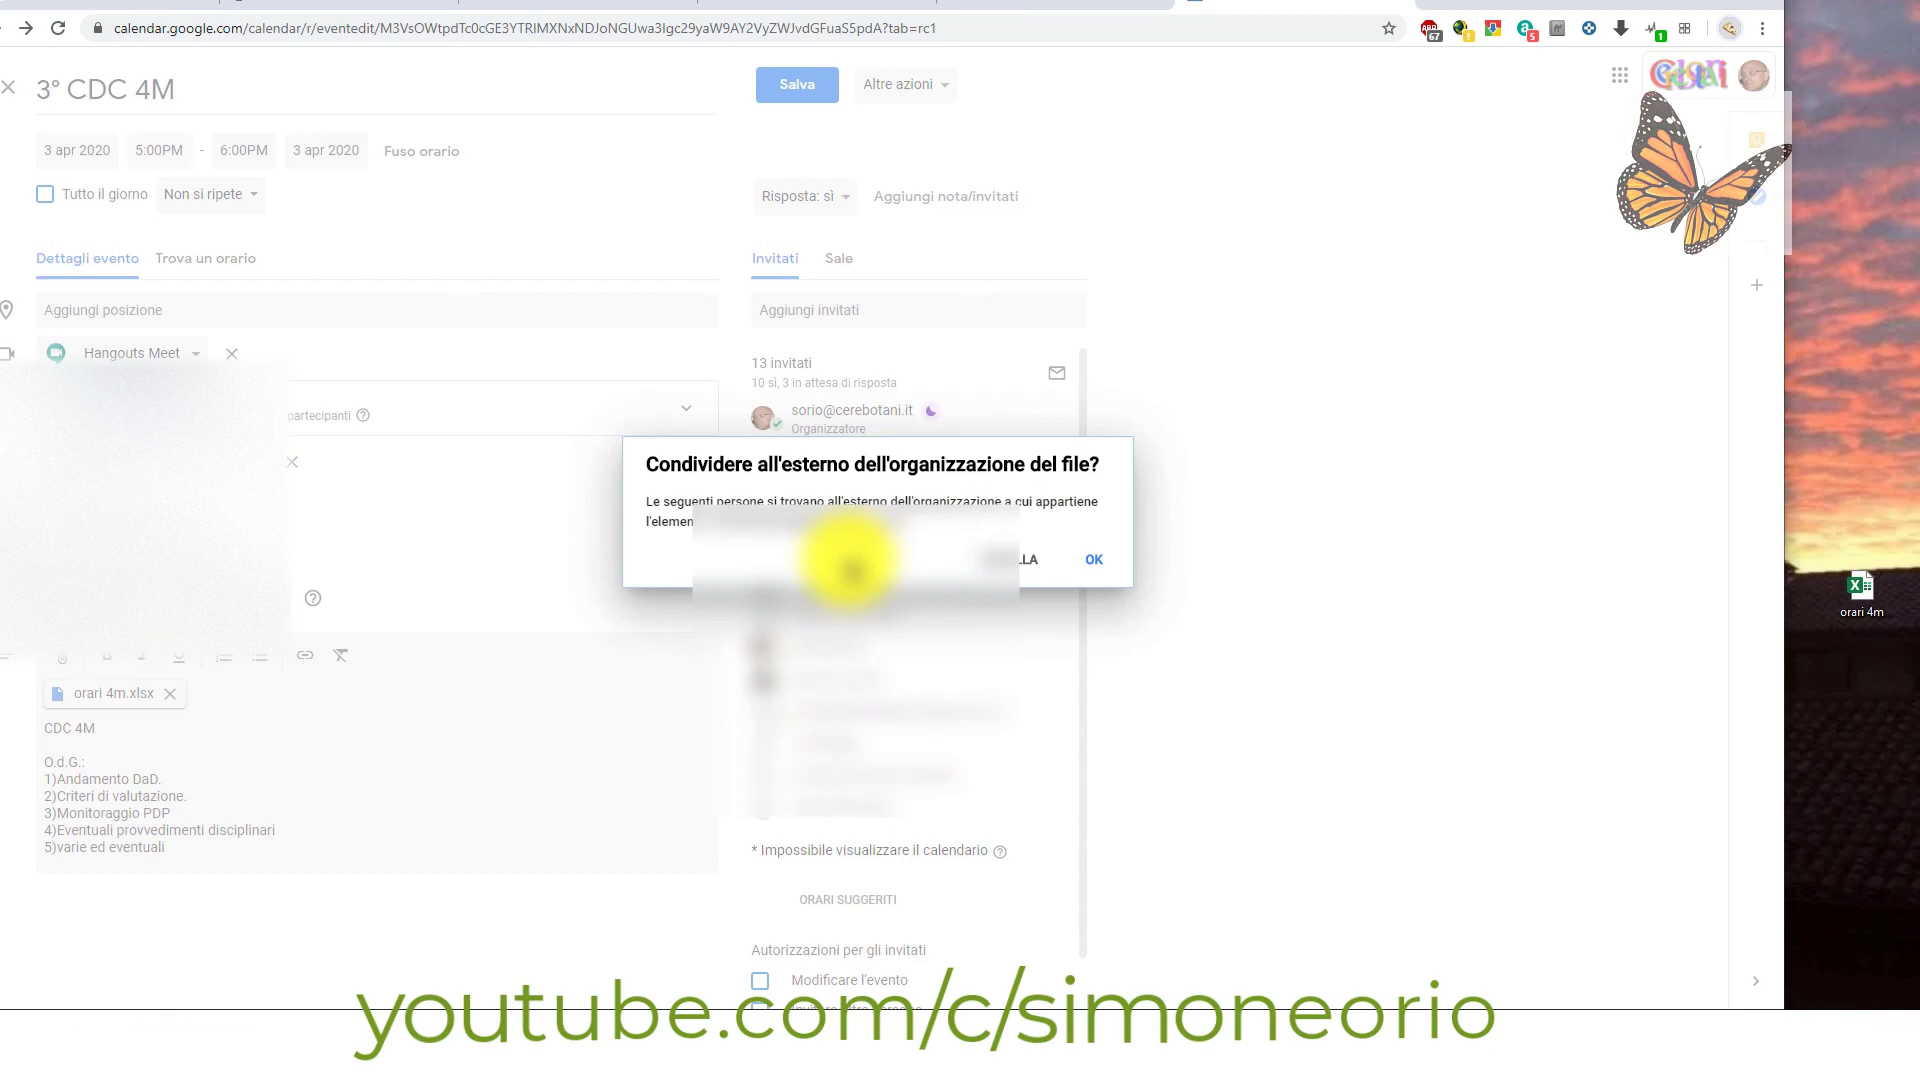 calendar.google.com/calendar/r/eventedit/M3VsOWtpdTc0cGE3YTRlMXNxNDJoNGUwa3Igc29yaW9AY2VyZWJvdGFuaS5pdA?tab=rc1
67
5
1
3° CDC 4M
Salva
Altre azioni
3 apr 2020
5:00PM
-
6:00PM
3 apr 2020
Fuso orario
Tutto il giorno
Non si ripete
Risposta: sì
Aggiungi nota/invitati
Dettagli evento
Trova un orario
Invitati
Sale
Aggiungi posizione
Aggiungi invitati
Hangouts Meet
13 invitati
10 sì, 3 in attesa di risposta
partecipanti
sorio@cerebotani.it
Organizzatore
Condividere all'esterno dell'organizzazione del file?
Le seguenti persone si trovano all'esterno dell'organizzazione a cui appartiene
OK
orari 4m
orari 4m.xlsx
CDC 4M
O.d.G.:
1)Andamento DaD.
2)Criteri di valutazione.
3)Monitoraggio PDP
4)Eventuali provvedimenti disciplinari
5)varie ed eventuali
* Impossibile visualizzare il calendario
ORARI SUGGERITI
Autorizzazioni per gli invitati
Modificare l'evento
youtube.com/c/simoneorio